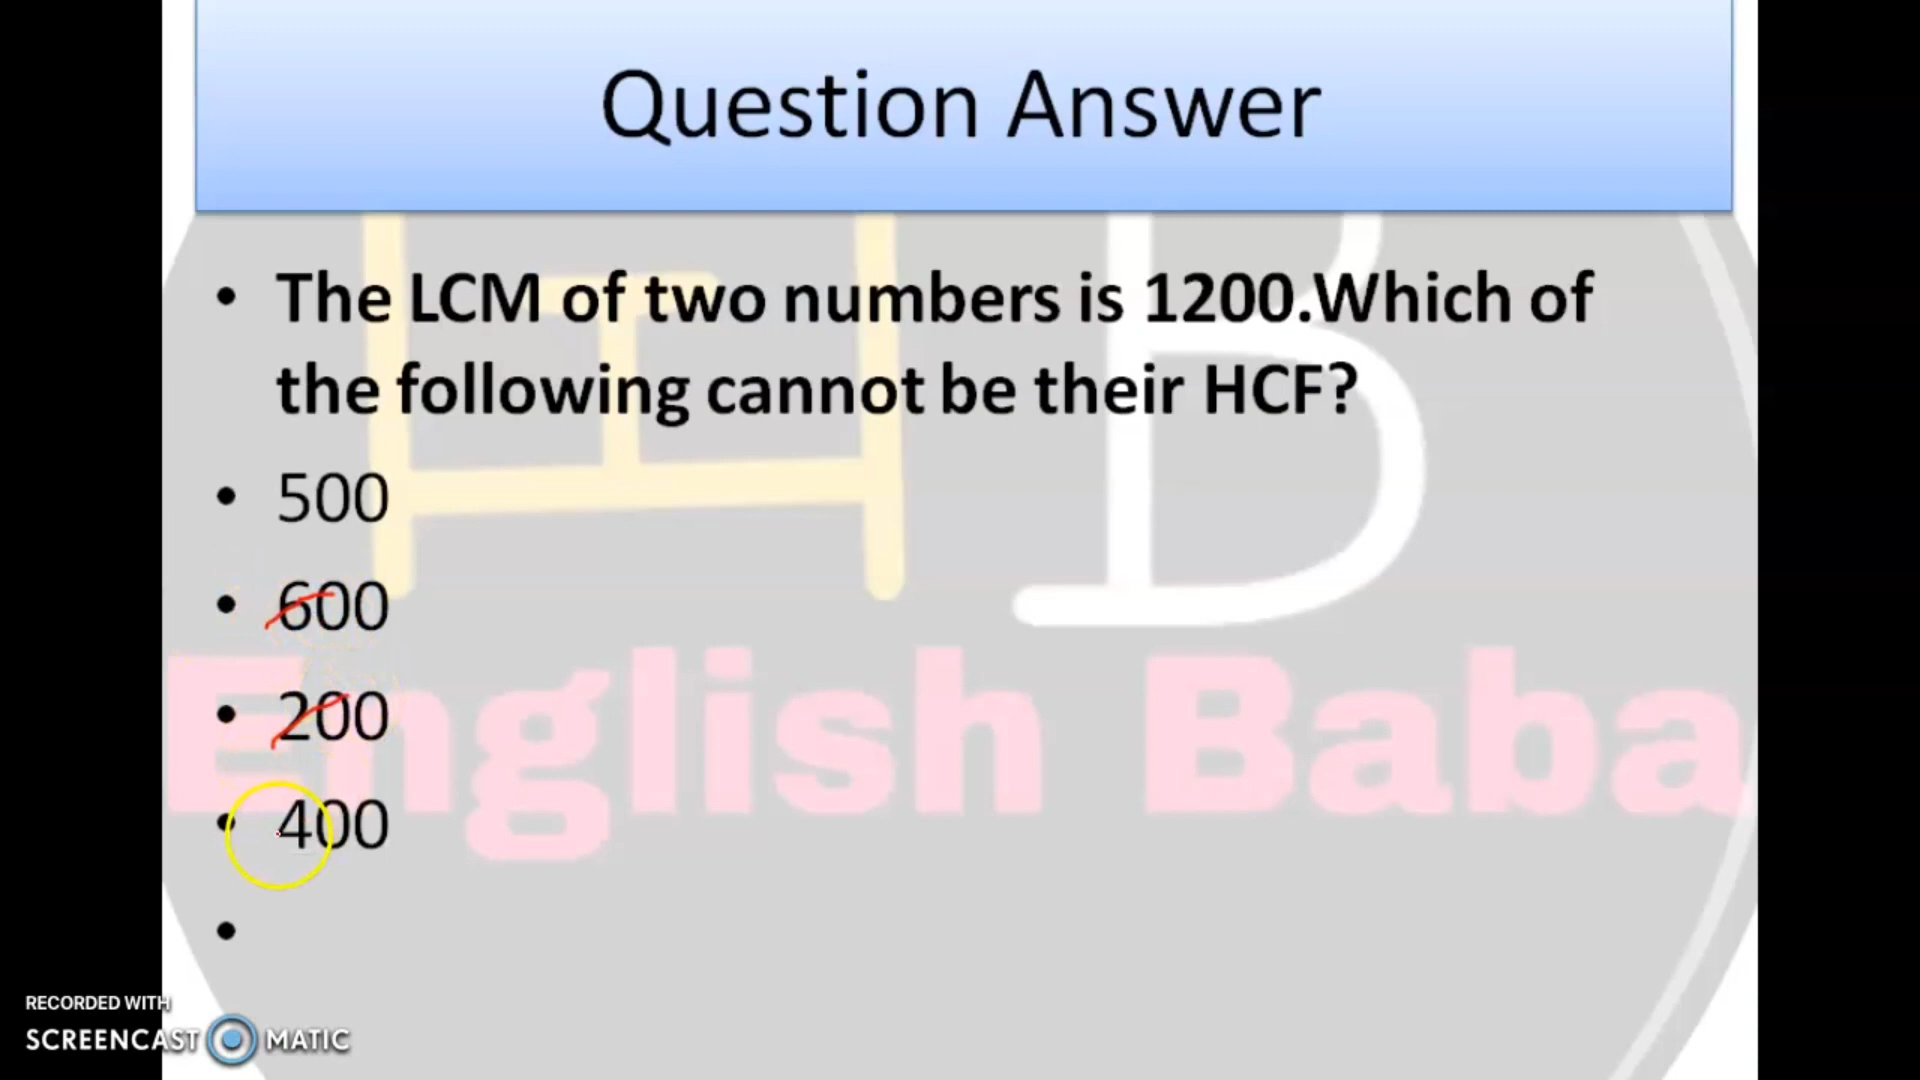 Question Answer
• The LCM of two numbers is 1200.Which of
the following cannot be their HCF?
• 500
• 600
• 200
• 400
•
English Baba
RECORDED WITH
SCREENCAST MATIC